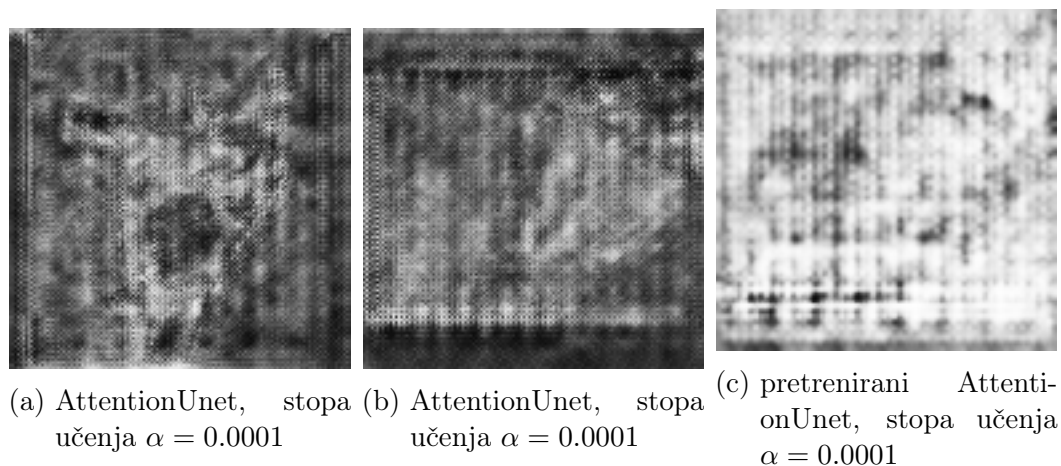 (a) AttentionUnet, stopa
učenja α = 0.0001
(b) AttentionUnet, stopa
učenja α = 0.0001
(c) pretrenirani Attenti-
onUnet, stopa učenja
α = 0.0001